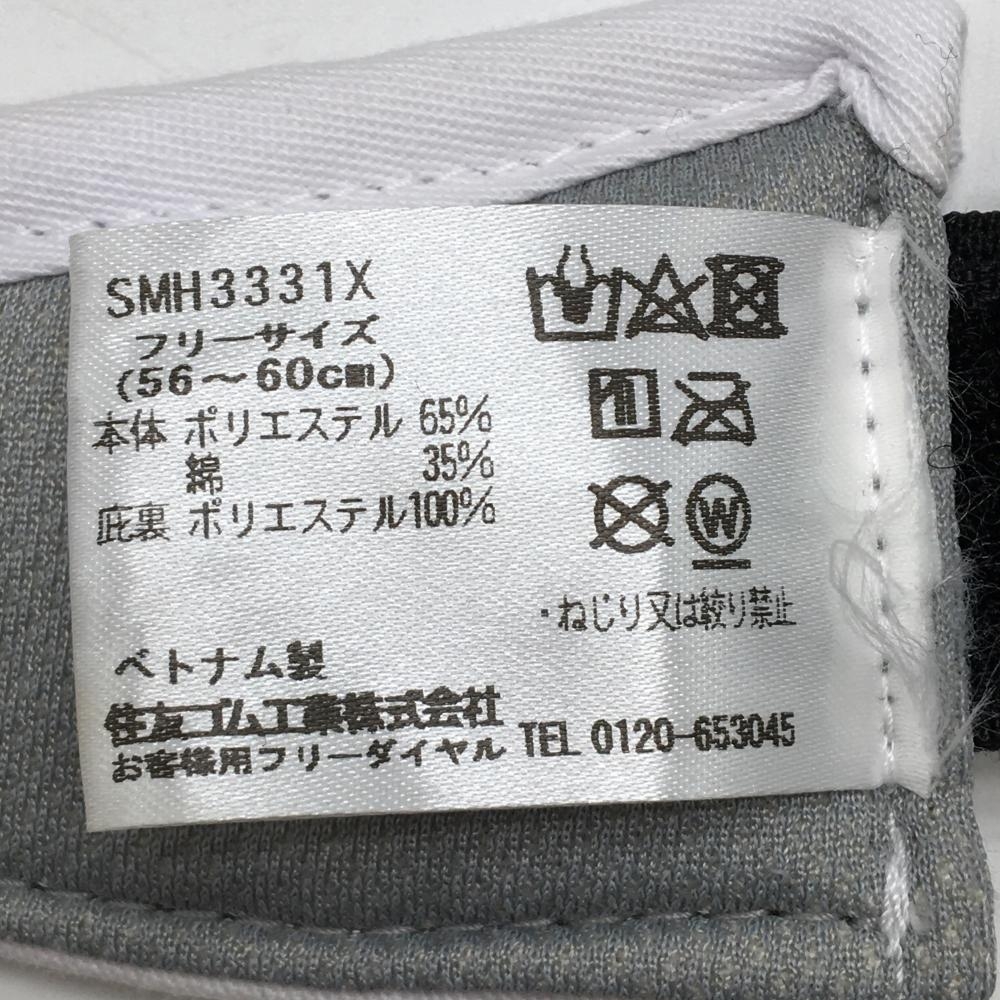 SMH3331X
フリーサイズ
(56～60cm)
本体 ポリエステル 65%
綿 35%
庇裏 ポリエステル100%
W
・ねじり又は絞り禁止
ベトナム製
住友ゴム工業株式会社
お客様用フリーダイヤル TEL 0120-653045